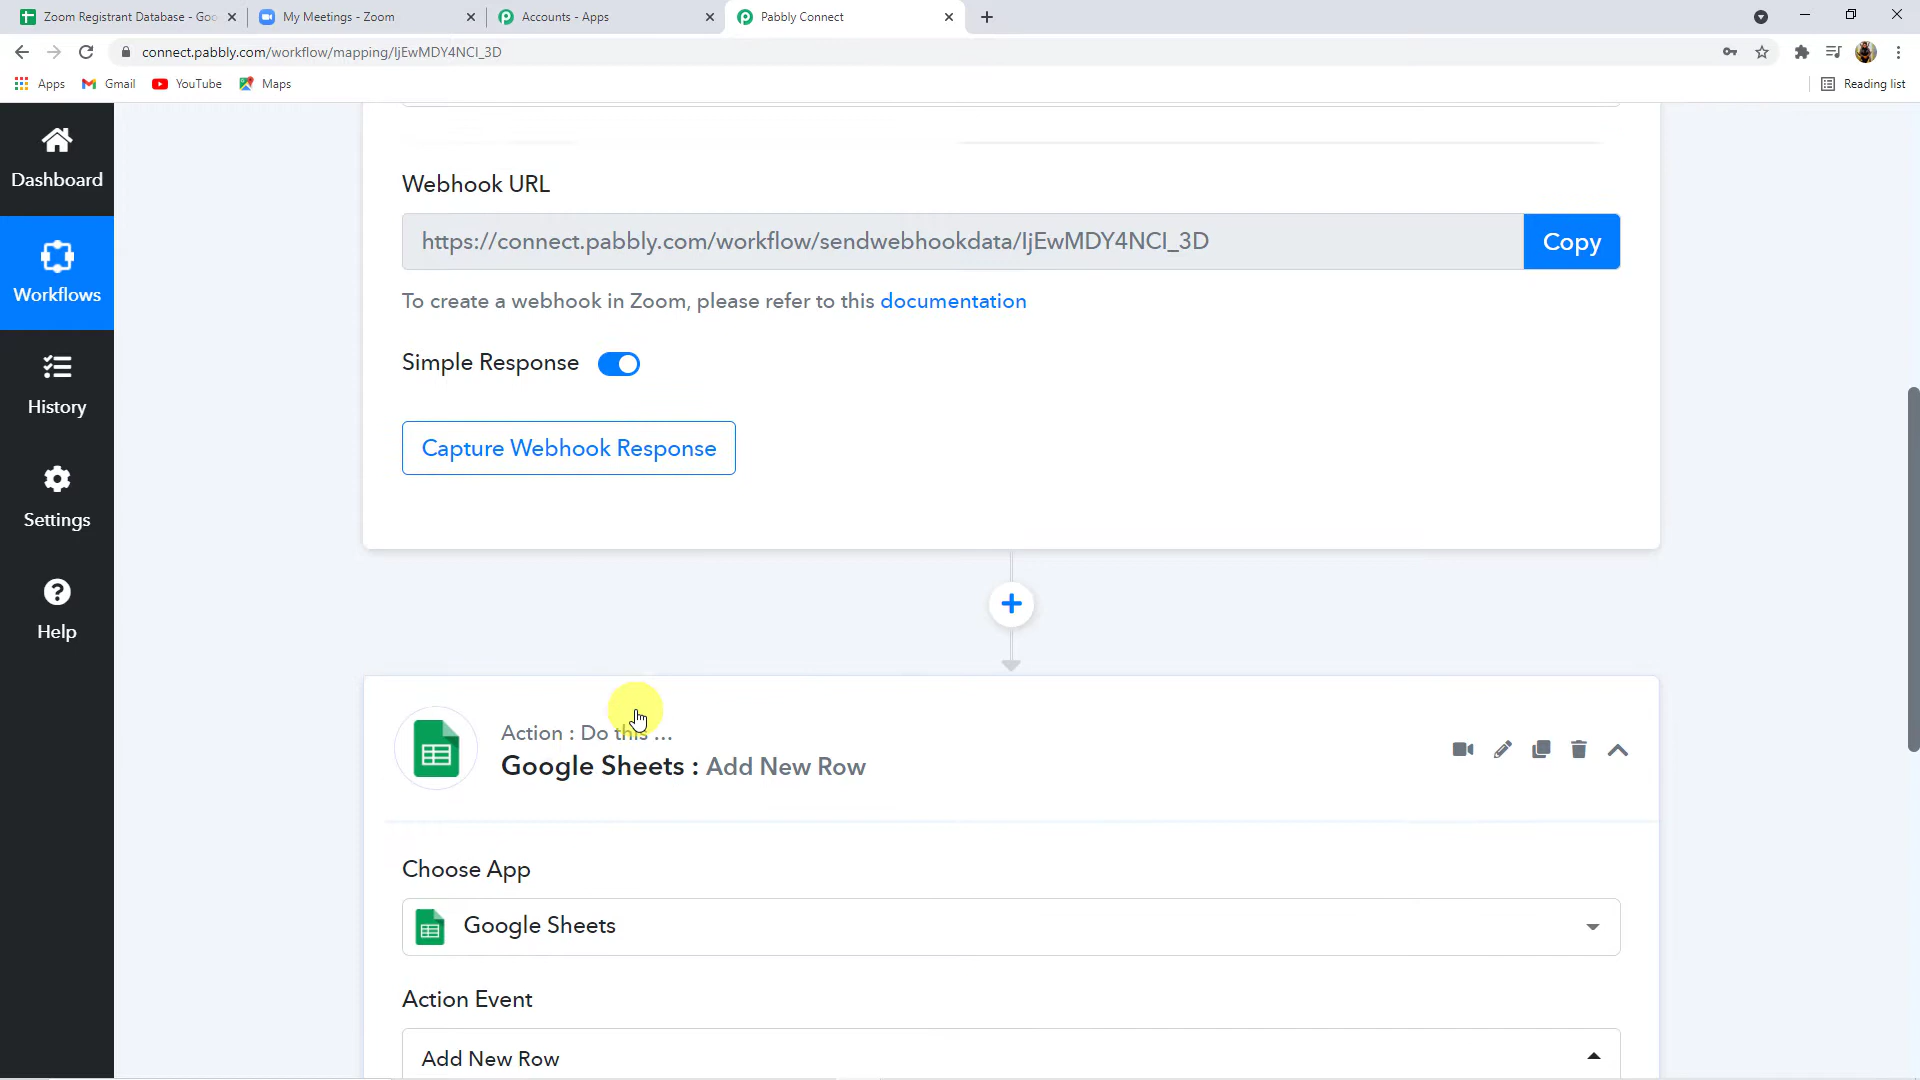 Zoom Registrant Database - Goo
My Meetings - Zoom
Accounts - Apps
Pabbly Connect
connect.pabbly.com/workflow/mapping/IjEwMDY4NCI_3D
Apps
Gmail
YouTube
Maps
Reading list
Dashboard
Workflows
History
Settings
Help
Webhook URL
https://connect.pabbly.com/workflow/sendwebhookdata/IjEwMDY4NCI_3D
Copy
To create a webhook in Zoom, please refer to this documentation
Simple Response
Capture Webhook Response
Action : Do this ...
Google Sheets : Add New Row
Choose App
Google Sheets
Action Event
Add New Row